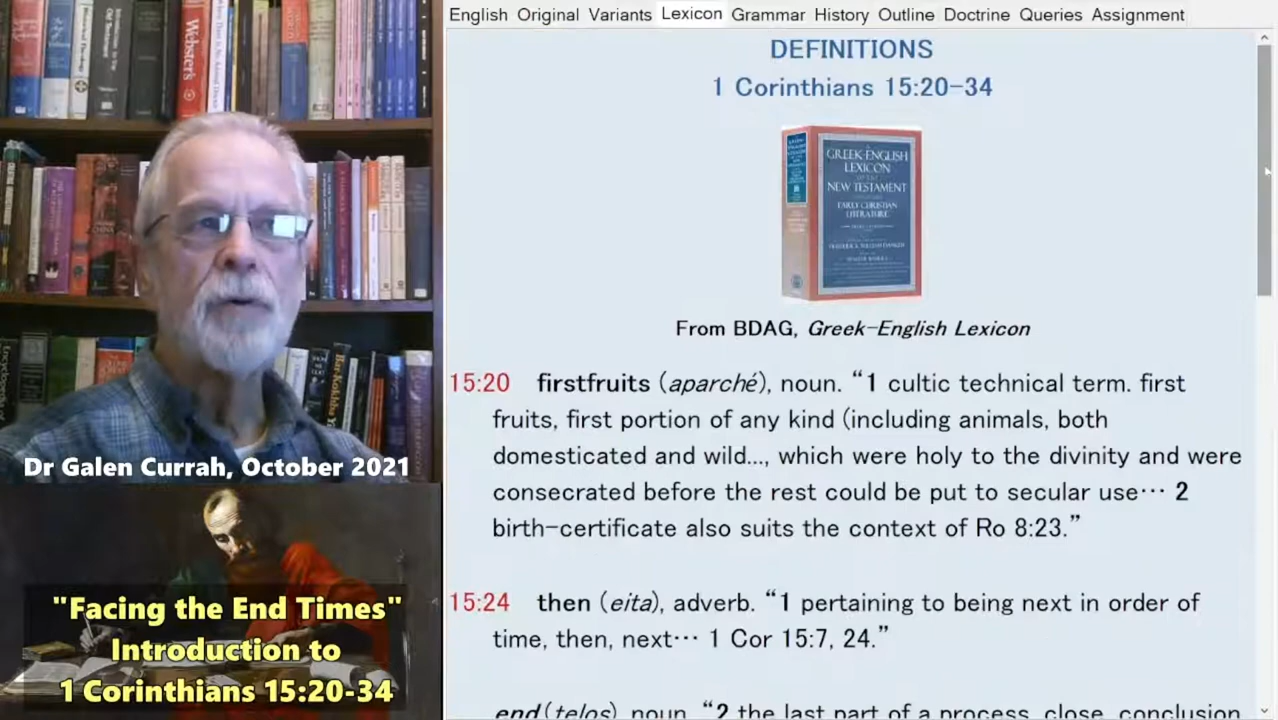 English Original Variants Lexicon Grammar History Outline Doctrine Queries Assignment
DEFINITIONS
1 Corinthians 15:20-34
GREEK-ENGLISH
LEXICON
NEW TESTAMENT
EARLY CHRISTIAN
LITERATURE
From BDAG, Greek-English Lexicon
15:20 firstfruits (aparché), noun. “1 cultic technical term. first
fruits, first portion of any kind (including animals, both
domesticated and wild..., which were holy to the divinity and were
consecrated before the rest could be put to secular use… 2
birth-certificate also suits the context of Ro 8:23.”
15:24 then (eita), adverb. “1 pertaining to being next in order of
time, then, next… 1 Cor 15:7, 24.”
end (telos) noun “2 the last part of a process, close, conclusion
Webster's
Dr Galen Currah, October 2021
"Facing the End Times"
Introduction to
1 Corinthians 15:20-34